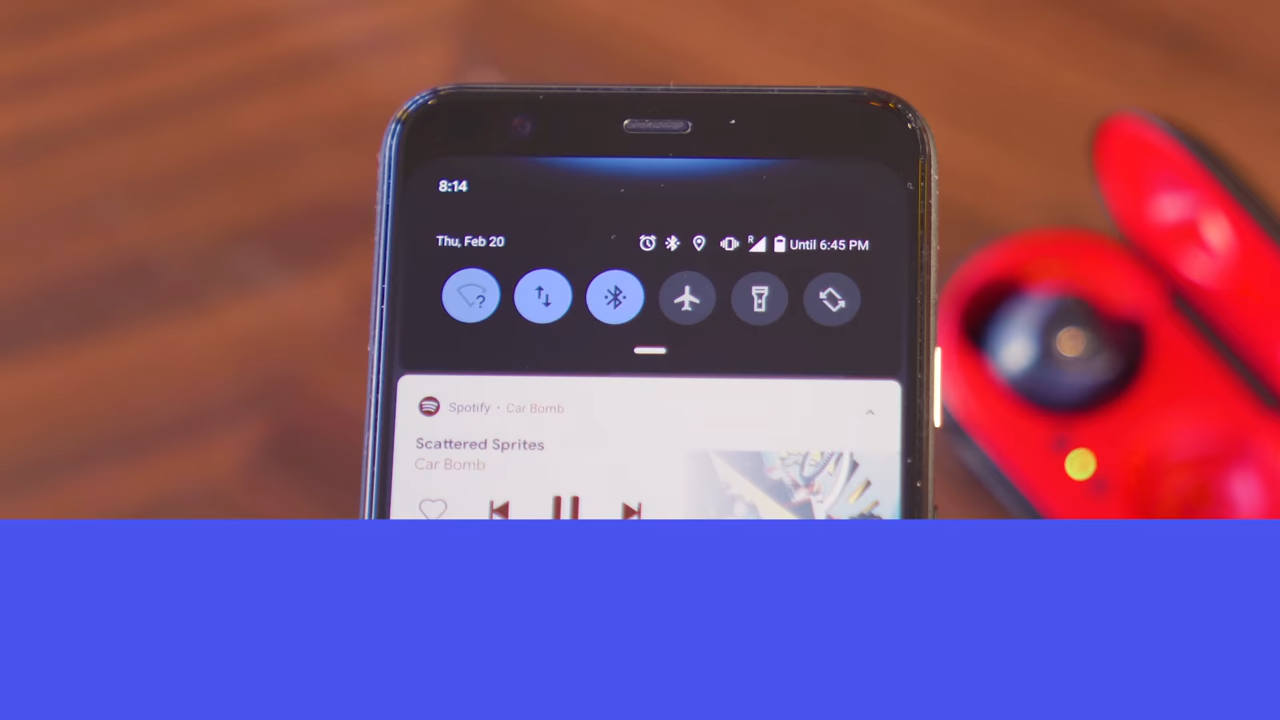 8:14
Thu, Feb 20
R
Until 6:45 PM
?
Spotify • Car Bomb
Scattered Sprites
Car Bomb